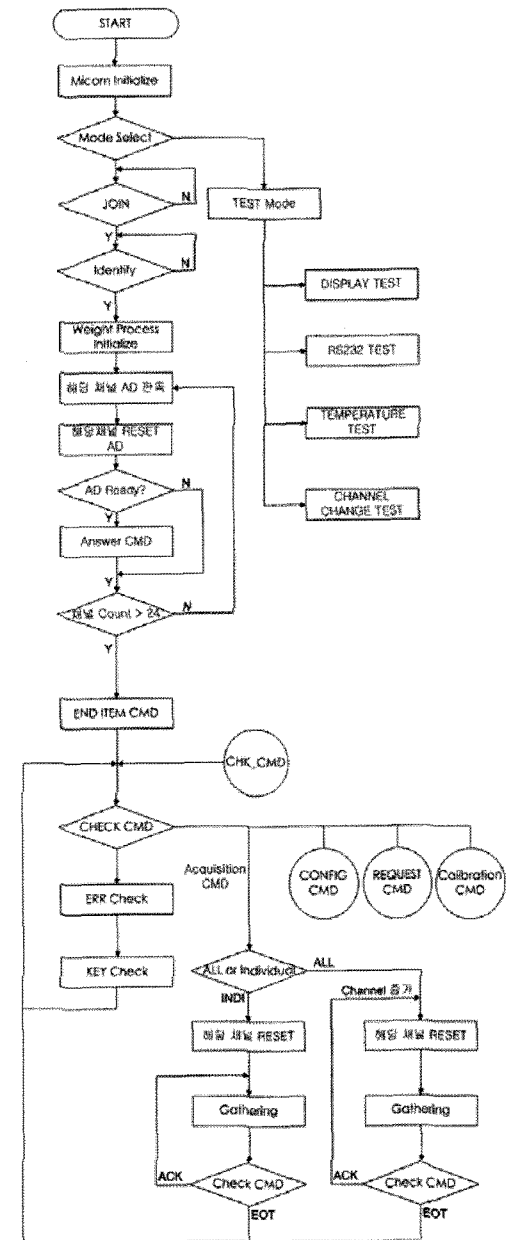 START
Micom Initialize
Mode Select
N
JOIN
TEST Mode
Y
N
Identify
Y
DISPLAY TEST
Weight Process
Initialize
RS232 TEST
해당 채널 AD 판독
해당채널 RESET
AD
TEMPERATURE
TEST
AD Ready?
N
Y
CHANNEL
CHANGE TEST
Answer CMD
Y
채널 Count > 24
N
Y
END ITEM CMD
CHK_CMD
CHECK CMD
Acquisition
CMD
CONFIG
CMD
REQUEST
CMD
Calibration
CMD
ERR Check
KEY Check
ALL or Individual
ALL
INDI
Channel 증가
해당 채널 RESET
해당 채널 RESET
Gathering
Gathering
ACK
Check CMD
ACK
Check CMD
EOT
EOT